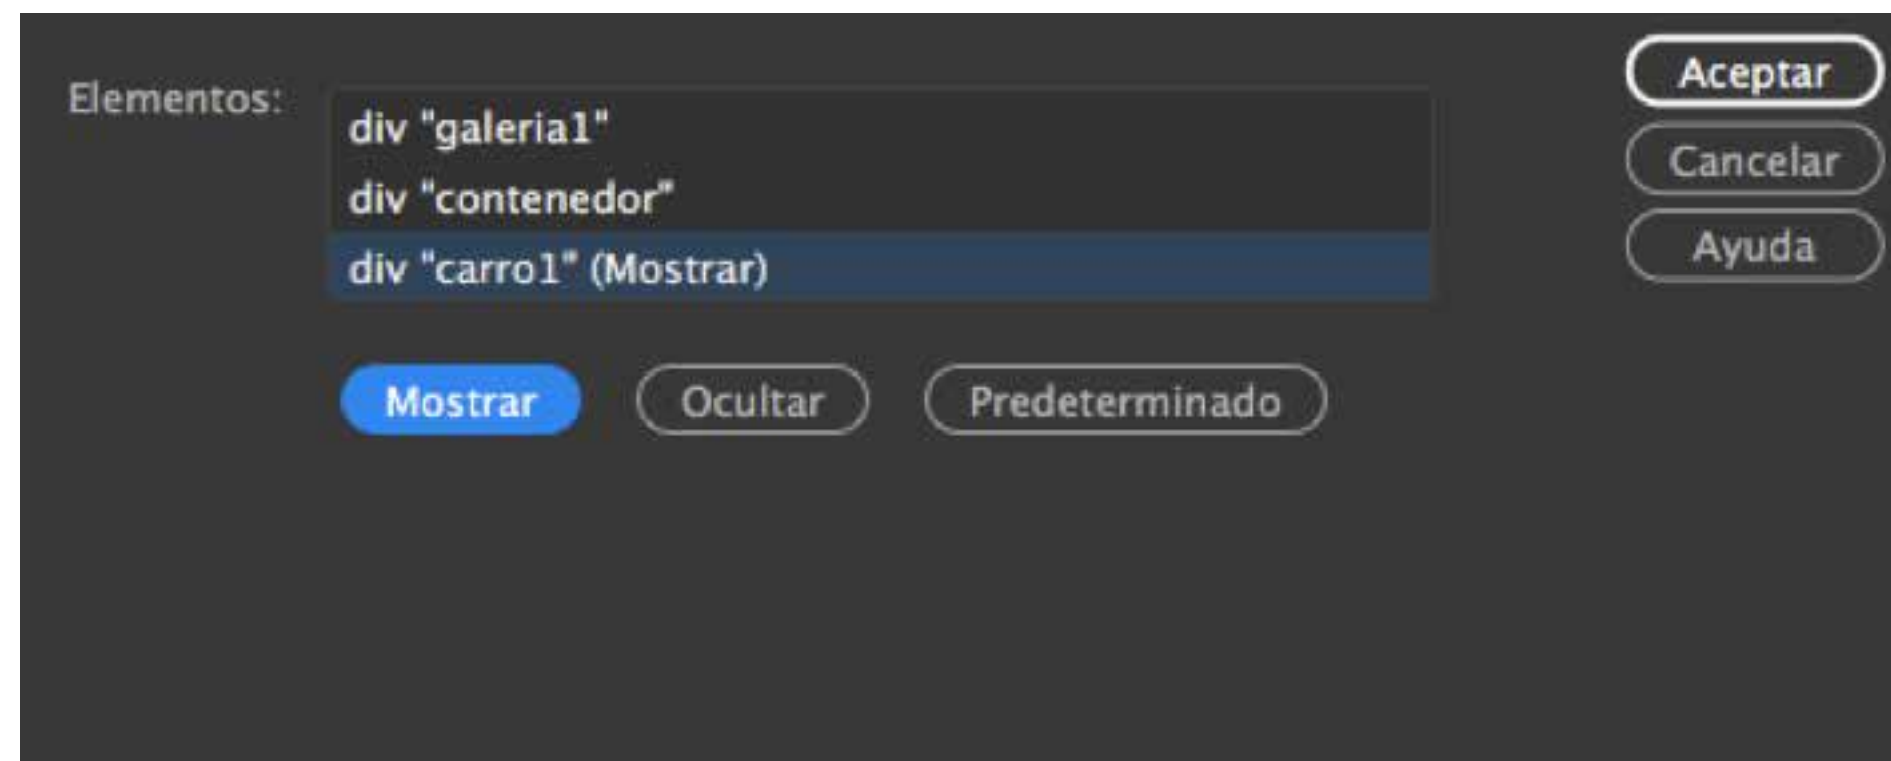 Elementos:
div "galeria1"
div "contenedor"
div "carro1" (Mostrar)
Mostrar
Ocultar
Predeterminado
Aceptar
Cancelar
Ayuda